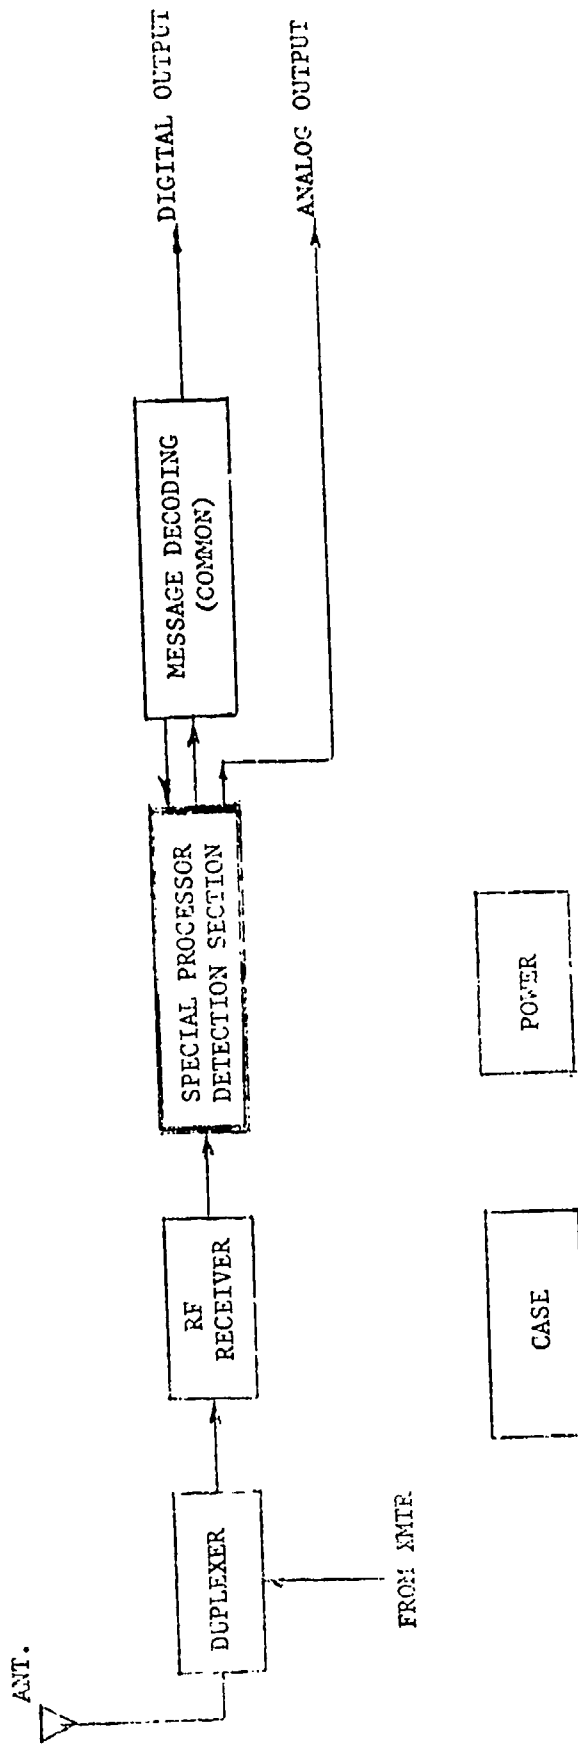 ANT.
DUPLEXER
FROM XMTR
RF
RECEIVER
SPECIAL PROCESSOR
DETECTION SECTION
MESSAGE DECODING
(COMMON)
DIGITAL OUTPUT
ANALOG OUTPUT
CASE
POWER